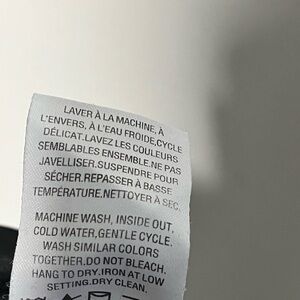 LAVER À LA MACHINE, À
L'ENVERS, À L'EAU FROIDE,CYCLE
DÉLICAT.LAVEZ LES COULEURS
SEMBLABLES ENSEMBLE.NE PAS
JAVELLISER.SUSPENDRE POUR
SÉCHER.REPASSER À BASSE
TEMPÉRATURE.NETTOYER À SEC.
MACHINE WASH, INSIDE OUT,
COLD WATER,GENTLE CYCLE.
WASH SIMILAR COLORS
TOGETHER.DO NOT BLEACH.
HANG TO DRY.IRON AT LOW
SETTING.DRY CLEAN.